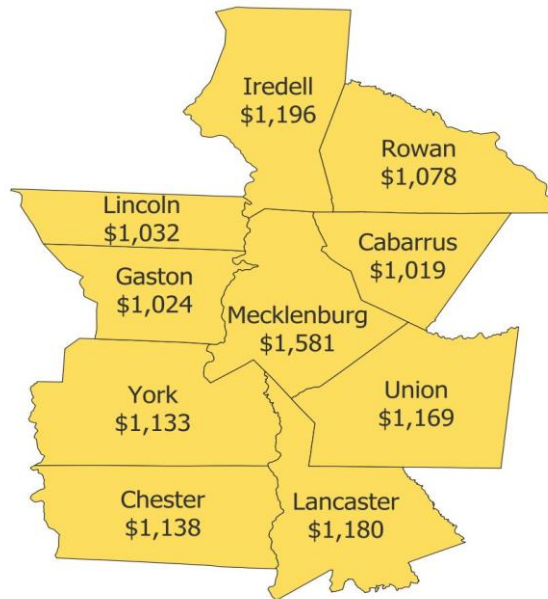 Iredell
$1,196
Rowan
$1,078
Lincoln
$1,032
Cabarrus
$1,019
Gaston
$1,024
Mecklenburg
$1,581
York
$1,133
Union
$1,169
Chester
$1,138
Lancaster
$1,180